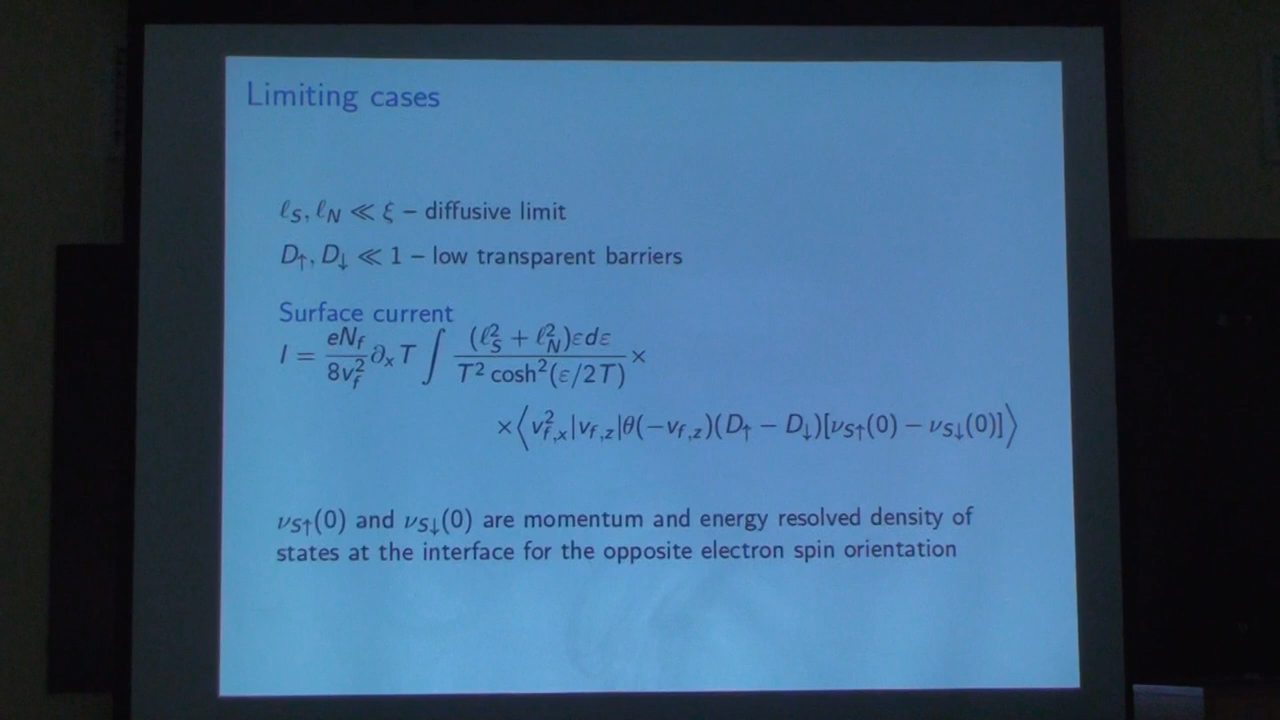 Limiting cases
ℓ_S, ℓ_N ≪ ξ – diffusive limit
D_↑, D_↓ ≪ 1 – low transparent barriers
Surface current
I = \frac{eN_f}{8v_f^2} ∂_x T ∫ \frac{(ℓ_S^2 + ℓ_N^2)εdε}{T^2 cosh^2(ε/2T)} ×
×⟨v_{f,x}^2|v_{f,z}|θ(−v_{f,z})(D_↑ − D_↓)[ν_{S↑}(0) − ν_{S↓}(0)]⟩
ν_{S↑}(0) and ν_{S↓}(0) are momentum and energy resolved density of
states at the interface for the opposite electron spin orientation